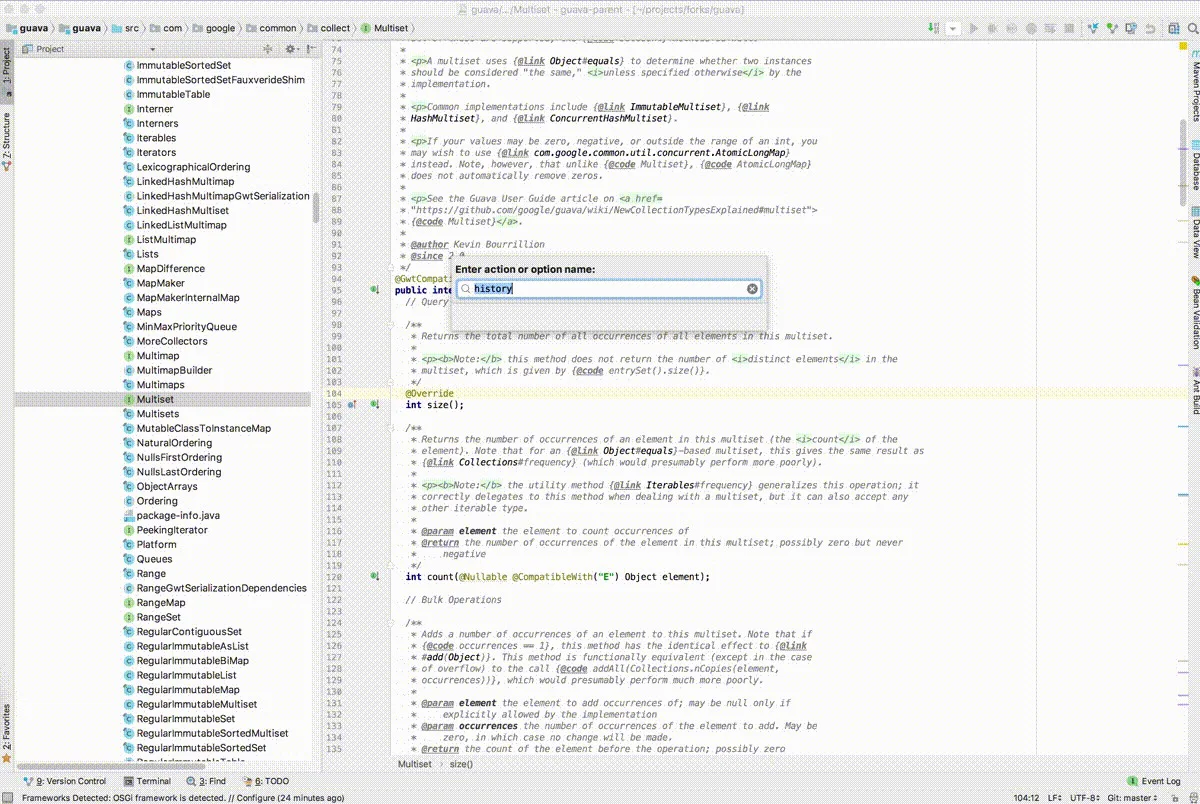 guava/.../Multiset - guava-parent - [~/projects/forks/guava]
guava guava src com google common collect Multiset
Project
ImmutableSortedSet
ImmutableSortedSetFauxverideShim
ImmutableTable
Interner
Interners
Iterables
Iterators
LexicographicalOrdering
LinkedHashMultimap
LinkedHashMultimapGwtSerialization
LinkedHashMultiset
LinkedListMultimap
ListMultimap
Lists
MapDifference
MapMaker
MapMakerInternalMap
Maps
MinMaxPriorityQueue
MoreCollectors
Multimap
MultimapBuilder
Multimaps
Multiset
Multisets
MutableClassToInstanceMap
NaturalOrdering
NullsFirstOrdering
NullsLastOrdering
ObjectArrays
Ordering
package-info.java
PeekingIterator
Platform
Queues
Range
RangeGwtSerializationDependencies
RangeMap
RangeSet
RegularContiguousSet
RegularImmutableAsList
RegularImmutableBiMap
RegularImmutableList
RegularImmutableMap
RegularImmutableMultiset
RegularImmutableSet
RegularImmutableSortedMultiset
RegularImmutableSortedSet
1: Project
7: Structure
2: Favorites
74 *
75 * <p>A multiset uses {@link Object#equals} to determine whether two instances
76 * should be considered "the same," <i>unless specified otherwise</i> by the
77 * implementation.
78 *
79 * <p>Common implementations include {@link ImmutableMultiset}, {@link
80 * HashMultiset}, and {@link ConcurrentHashMultiset}.
81 *
82 * <p>If your values may be zero, negative, or outside the range of an int, you
83 * may wish to use {@link com.google.common.util.concurrent.AtomicLongMap}
84 * instead. Note, however, that unlike {@code Multiset}, {@code AtomicLongMap}
85 * does not automatically remove zeros.
86 *
87 * <p>See the Guava User Guide article on <a href=
88 * "https://github.com/google/guava/wiki/NewCollectionTypesExplained#multiset">
89 * {@code Multiset}</a>.
90 *
91 * @author Kevin Bourrillion
92 * @since 2.0
93 */
94 @GwtCompati
95 public inte
96 // Query
97
98 /**
99 * Returns the total number of all occurrences of all elements in this multiset.
100 *
101 * <p><b>Note:</b> this method does not return the number of <i>distinct elements</i> in the
102 * multiset, which is given by {@code entrySet().size()}.
103 */
104 @Override
105 int size();
106
107 /**
108 * Returns the number of occurrences of an element in this multiset (the <i>count</i> of the
109 * element). Note that for an {@link Object#equals}-based multiset, this gives the same result as
110 * {@link Collections#frequency} (which would presumably perform more poorly).
111 *
112 * <p><b>Note:</b> the utility method {@link Iterables#frequency} generalizes this operation; it
113 * correctly delegates to this method when dealing with a multiset, but it can also accept any
114 * other iterable type.
115 *
116 * @param element the element to count occurrences of
117 * @return the number of occurrences of the element in this multiset; possibly zero but never
118 * negative
119 */
120 int count(@Nullable @CompatibleWith("E") Object element);
121
122 // Bulk Operations
123
124 /**
125 * Adds a number of occurrences of an element to this multiset. Note that if
126 * {@code occurrences == 1}, this method has the identical effect to {@link
127 * #add(Object)}. This method is functionally equivalent (except in the case
128 * of overflow) to the call {@code addAll(Collections.nCopies(element,
129 * occurrences))}, which would presumably perform much more poorly.
130 *
131 * @param element the element to add occurrences of; may be null only if
132 * explicitly allowed by the implementation
133 * @param occurrences the number of occurrences of the element to add. May be
134 * zero, in which case no change will be made.
135 * @return the count of the element before the operation; possibly zero
Enter action or option name:
history
Maven Projects
Database
Data View
Bean Validation
Ant Build
Multiset size()
9: Version Control Terminal 3: Find 6: TODO Event Log
Frameworks Detected: OSGi framework is detected. // Configure (24 minutes ago) 104:12 LF UTF-8 Git: master